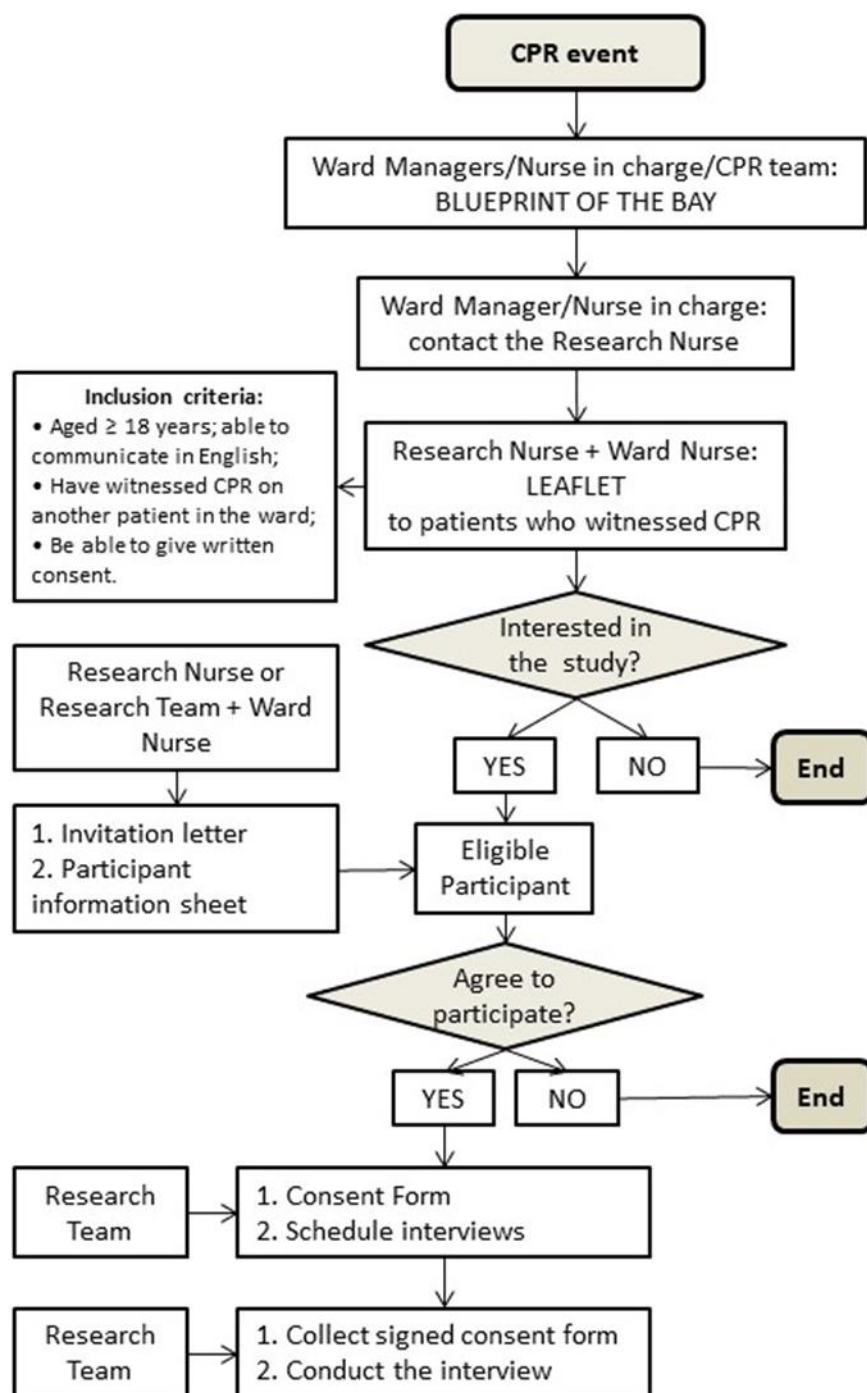 CPR event
Ward Managers/Nurse in charge/CPR team:
BLUEPRINT OF THE BAY
Ward Manager/Nurse in charge:
contact the Research Nurse
Inclusion criteria:
• Aged ≥ 18 years; able to
communicate in English;
• Have witnessed CPR on
another patient in the ward;
• Be able to give written
consent.
Research Nurse + Ward Nurse:
LEAFLET
to patients who witnessed CPR
Interested in
the study?
Research Nurse or
Research Team + Ward
Nurse
YES
NO
End
1. Invitation letter
2. Participant
information sheet
Eligible
Participant
Agree to
participate?
YES
NO
End
Research
Team
1. Consent Form
2. Schedule interviews
Research
Team
1. Collect signed consent form
2. Conduct the interview